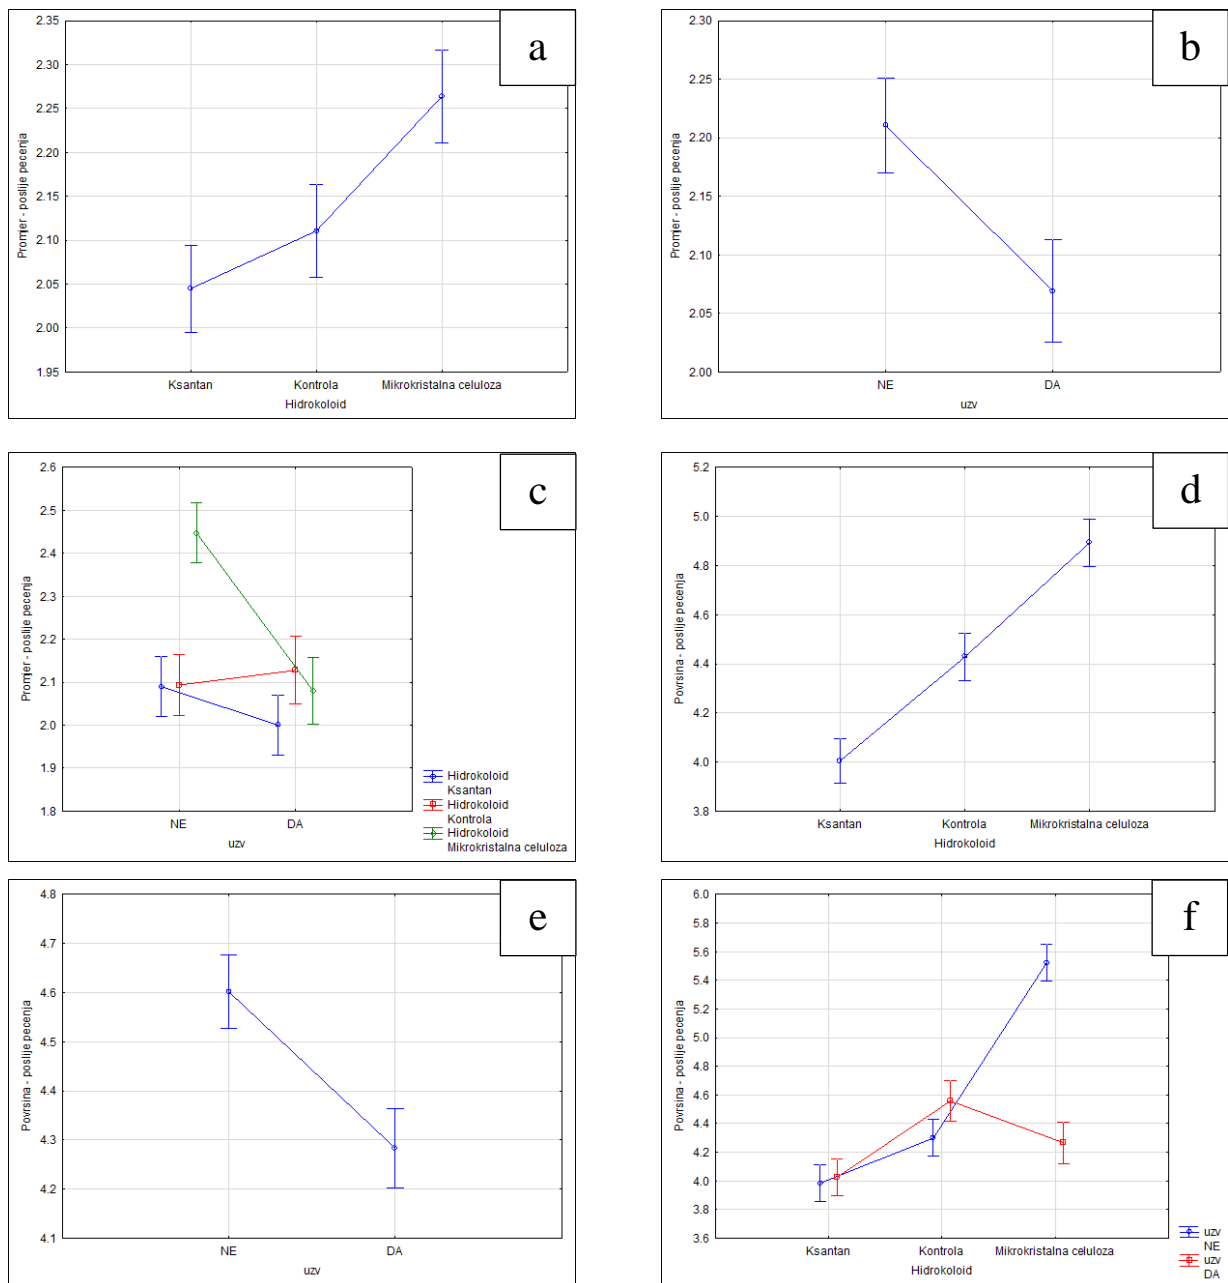 a
2.35
2.30
2.25
2.20
2.15
2.10
2.05
2.00
1.95
Promjer - poslije pecenja
Ksantan Kontrola Mikrokristalna celuloza
Hidrokoloid
b
2.30
2.25
2.20
2.15
2.10
2.05
2.00
Promjer - poslije pecenja
NE DA
uzv
c
2.6
2.5
2.4
2.3
2.2
2.1
2.0
1.9
1.8
Promjer - poslije pecenja
NE DA
uzv
Hidrokoloid
Ksantan
Hidrokoloid
Kontrola
Hidrokoloid
Mikrokristalna celuloza
d
5.2
5.0
4.8
4.6
4.4
4.2
4.0
3.8
Povrsina - poslije pecenja
Ksantan Kontrola Mikrokristalna celuloza
Hidrokoloid
e
4.8
4.7
4.6
4.5
4.4
4.3
4.2
4.1
Povrsina - poslije pecenja
NE DA
uzv
f
6.0
5.8
5.6
5.4
5.2
5.0
4.8
4.6
4.4
4.2
4.0
3.8
3.6
Povrsina - poslije pecenja
Ksantan Kontrola Mikrokristalna celuloza
Hidrokoloid
uzv
NE
uzv
DA